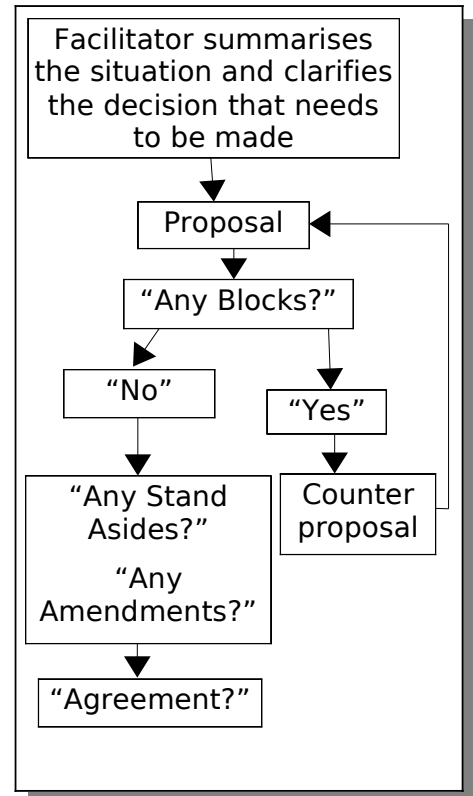 Facilitator summarises
the situation and clarifies
the decision that needs
to be made
Proposal
“Any Blocks?”
“No”
“Yes”
“Any Stand
Asides?”
“Any
Amendments?”
Counter
proposal
“Agreement?”